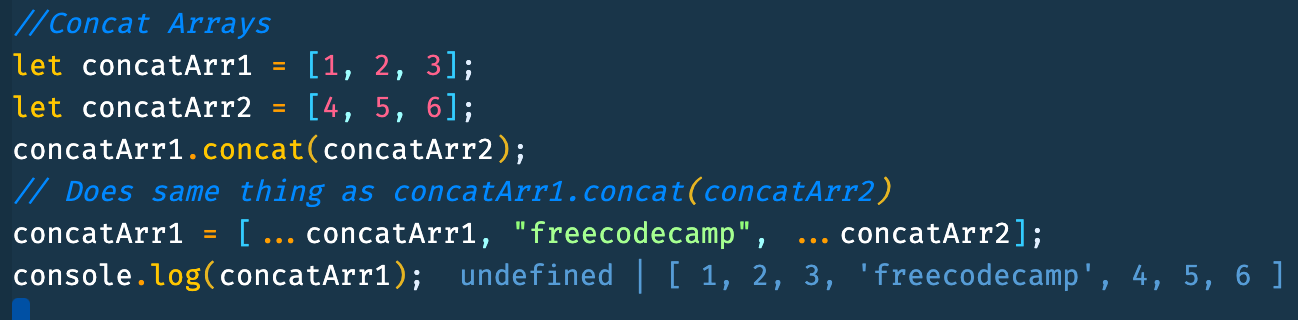 //Concat Arrays
let concatArr1 = [1, 2, 3];
let concatArr2 = [4, 5, 6];
concatArr1.concat(concatArr2);
// Does same thing as concatArr1.concat(concatArr2)
concatArr1 = [ ... concatArr1, "freecodecamp", ... concatArr2];
console.log(concatArr1); undefined | [ 1, 2, 3, 'freecodecamp', 4, 5, 6 ]